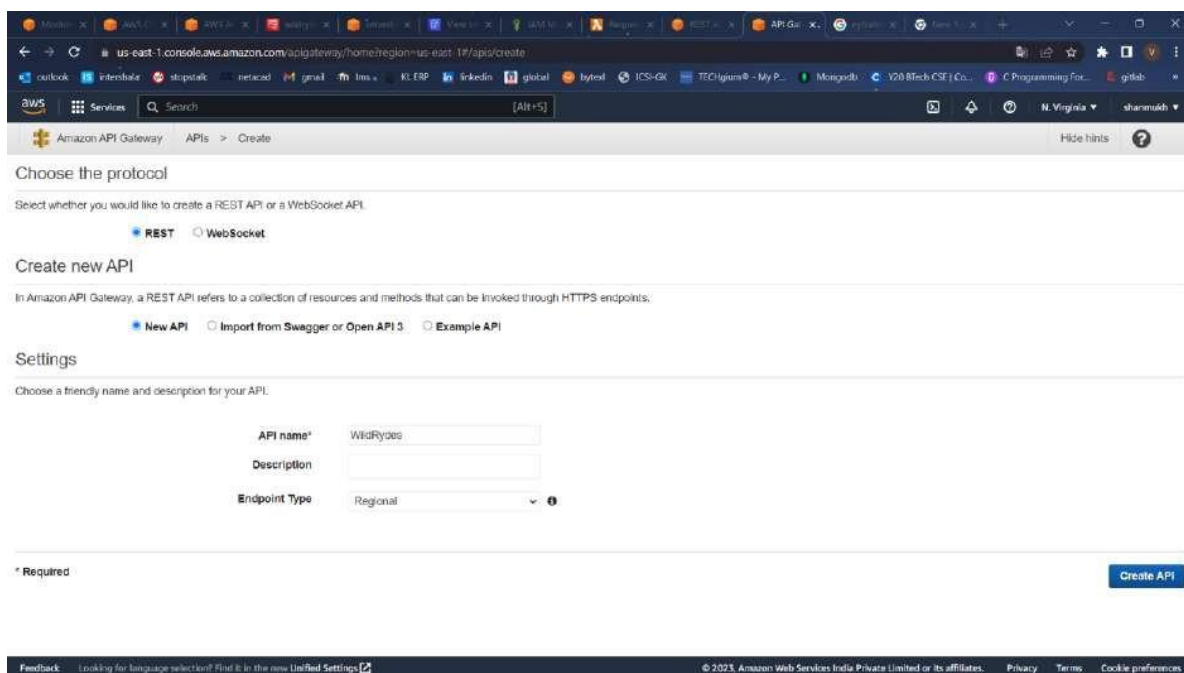 API Gat
us-east-1.console.aws.amazon.com/apigateway/home?region=us-east-1#/apis/create
outlook intershala stopstalk netacad gmail lms KL ERP linkedin global bytexl ICSI-GK TECHgium® - My P... Mongodb V20 BTech CSE | Co... C Programming For... gitlab
aws Services Search [Alt+S] N. Virginia shanmukh
Amazon API Gateway APIs > Create Hide hints
Choose the protocol
Select whether you would like to create a REST API or a WebSocket API.
REST WebSocket
Create new API
In Amazon API Gateway, a REST API refers to a collection of resources and methods that can be invoked through HTTPS endpoints.
New API Import from Swagger or Open API 3 Example API
Settings
Choose a friendly name and description for your API.
API name* WildRydes
Description
Endpoint Type Regional
* Required
Create API
Feedback Looking for language selection? Find it in the new Unified Settings © 2023, Amazon Web Services India Private Limited or its affiliates. Privacy Terms Cookie preferences